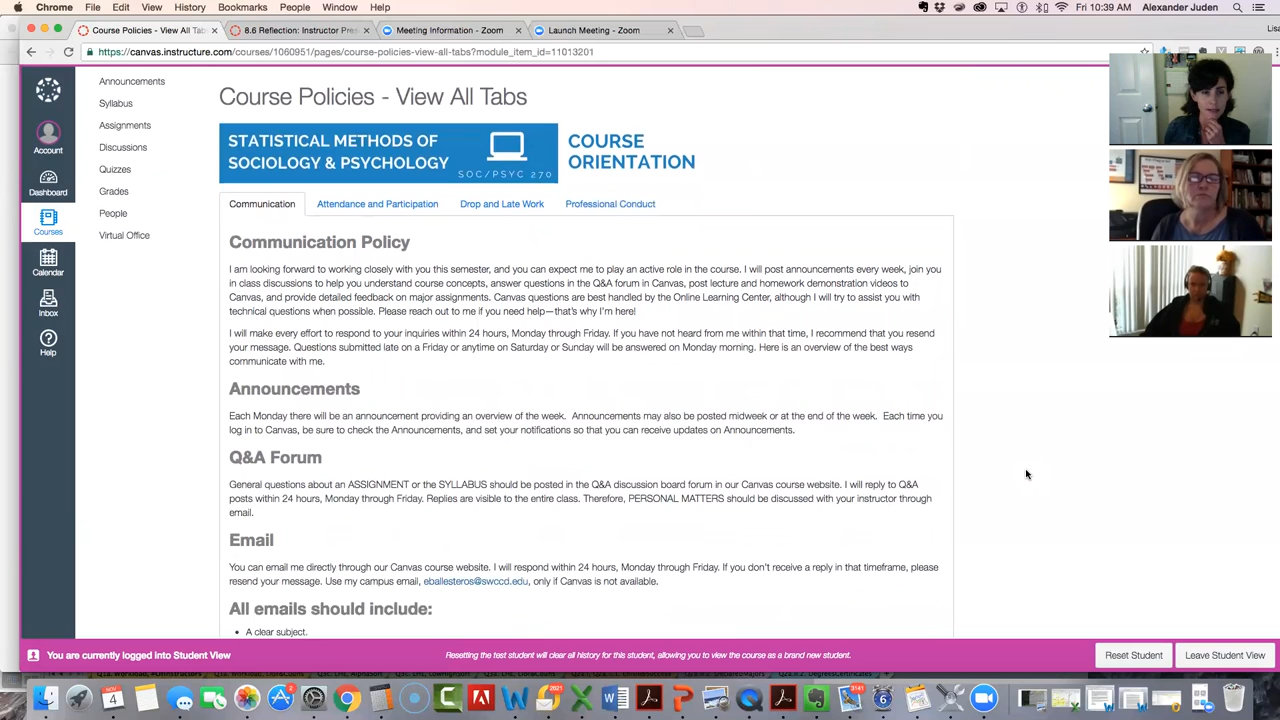 Chrome File Edit View History Bookmarks People Window Help Fri 10:39 AM Alexander Juden
Course Policies - View All Tab
8.6 Reflection: Instructor Pres
Meeting Information - Zoom
Launch Meeting - Zoom
Lisa
https://canvas.instructure.com/courses/1060951/pages/course-policies-view-all-tabs?module_item_id=11013201
Account
Dashboard
Courses
Calendar
Inbox
Help
Announcements
Syllabus
Assignments
Discussions
Quizzes
Grades
People
Virtual Office
Course Policies - View All Tabs
STATISTICAL METHODS OF
SOCIOLOGY & PSYCHOLOGY
SOC/PSYC 270
COURSE
ORIENTATION
Communication Attendance and Participation Drop and Late Work Professional Conduct
Communication Policy
I am looking forward to working closely with you this semester, and you can expect me to play an active role in the course. I will post announcements every week, join you
in class discussions to help you understand course concepts, answer questions in the Q&A forum in Canvas, post lecture and homework demonstration videos to
Canvas, and provide detailed feedback on major assignments. Canvas questions are best handled by the Online Learning Center, although I will try to assist you with
technical questions when possible. Please reach out to me if you need help—that's why I'm here!
I will make every effort to respond to your inquiries within 24 hours, Monday through Friday. If you have not heard from me within that time, I recommend that you resend
your message. Questions submitted late on a Friday or anytime on Saturday or Sunday will be answered on Monday morning. Here is an overview of the best ways
communicate with me.
Announcements
Each Monday there will be an announcement providing an overview of the week. Announcements may also be posted midweek or at the end of the week. Each time you
log in to Canvas, be sure to check the Announcements, and set your notifications so that you can receive updates on Announcements.
Q&A Forum
General questions about an ASSIGNMENT or the SYLLABUS should be posted in the Q&A discussion board forum in our Canvas course website. I will reply to Q&A
posts within 24 hours, Monday through Friday. Replies are visible to the entire class. Therefore, PERSONAL MATTERS should be discussed with your instructor through
email.
Email
You can email me directly through our Canvas course website. I will respond within 24 hours, Monday through Friday. If you don't receive a reply in that timeframe, please
resend your message. Use my campus email, eballesteros@swccd.edu, only if Canvas is not available.
All emails should include:
• A clear subject.
You are currently logged into Student View
Resetting the test student will clear all history for this student, allowing you to view the course as a brand new student.
Reset Student
Leave Student View
NOV
4
2
2621
3141
6